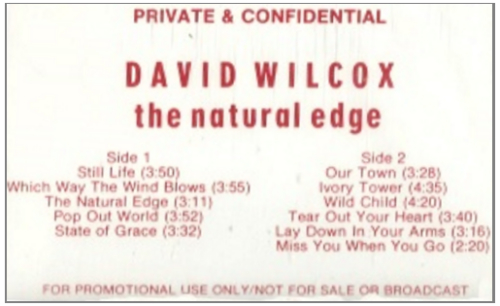 PRIVATE & CONFIDENTIAL
DAVID WILCOX
the natural edge
Side 1
Still Life (3:50)
Which Way The Wind Blows (3:55)
The Natural Edge (3:11)
Pop Out World (3:52)
State of Grace (3:32)
Side 2
Our Town (3:28)
Ivory Tower (4:35)
Wild Child (4:20)
Tear Out Your Heart (3:40)
Lay Down In Your Arms (3:16)
Miss You When You Go (2:20)
FOR PROMOTIONAL USE ONLY/NOT FOR SALE OR BROADCAST